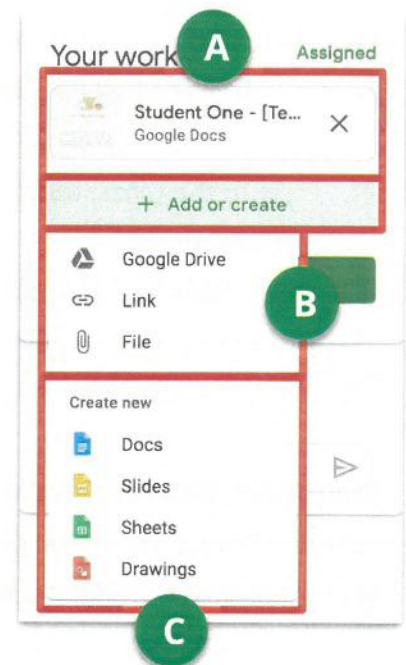 Your work
A
Assigned
Student One - [Te...
Google Docs
+ Add or create
Google Drive
Link
B
File
Create new
Docs
Slides
Sheets
Drawings
C